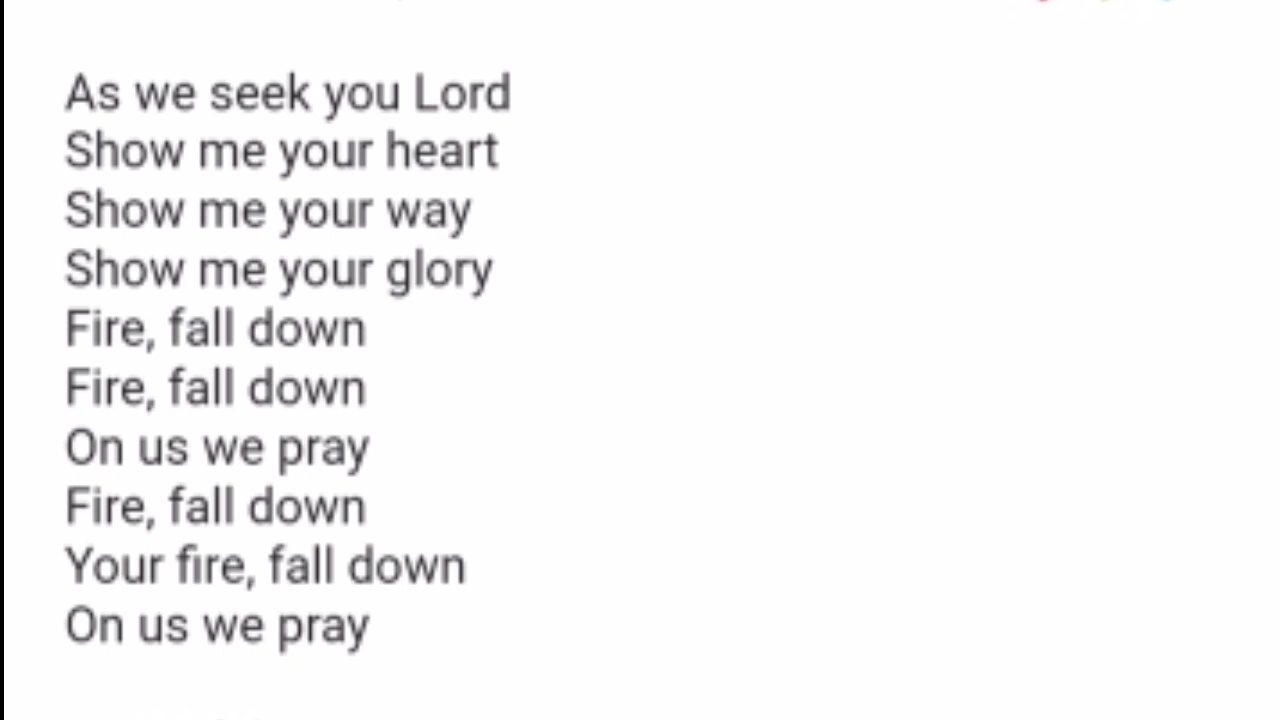 As we seek you Lord
Show me your heart
Show me your way
Show me your glory
Fire, fall down
Fire, fall down
On us we pray
Fire, fall down
Your fire, fall down
On us we pray